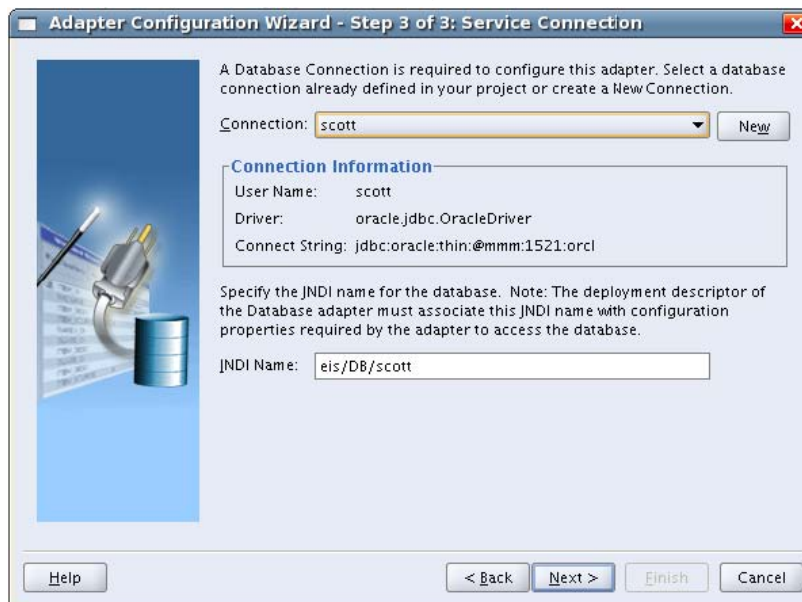 Adapter Configuration Wizard - Step 3 of 3: Service Connection
A Database Connection is required to configure this adapter. Select a database
connection already defined in your project or create a New Connection.
Connection: scott New
Connection Information
User Name: scott
Driver: oracle.jdbc.OracleDriver
Connect String: jdbc:oracle:thin:@mmm:1521:orcl
Specify the JNDI name for the database. Note: The deployment descriptor of
the Database adapter must associate this JNDI name with configuration
properties required by the adapter to access the database.
JNDI Name: eis/DB/scott
Help < Back Next > Finish Cancel